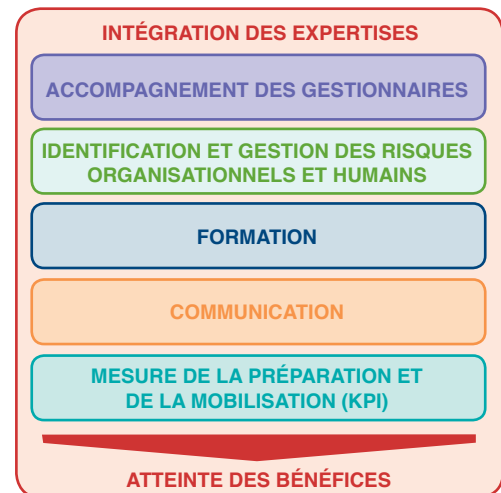 INTÉGRATION DES EXPERTISES
ACCOMPAGNEMENT DES GESTIONNAIRES
IDENTIFICATION ET GESTION DES RISQUES
ORGANISATIONNELS ET HUMAINS
FORMATION
COMMUNICATION
MESURE DE LA PRÉPARATION ET
DE LA MOBILISATION (KPI)
ATTEINTE DES BÉNÉFICES